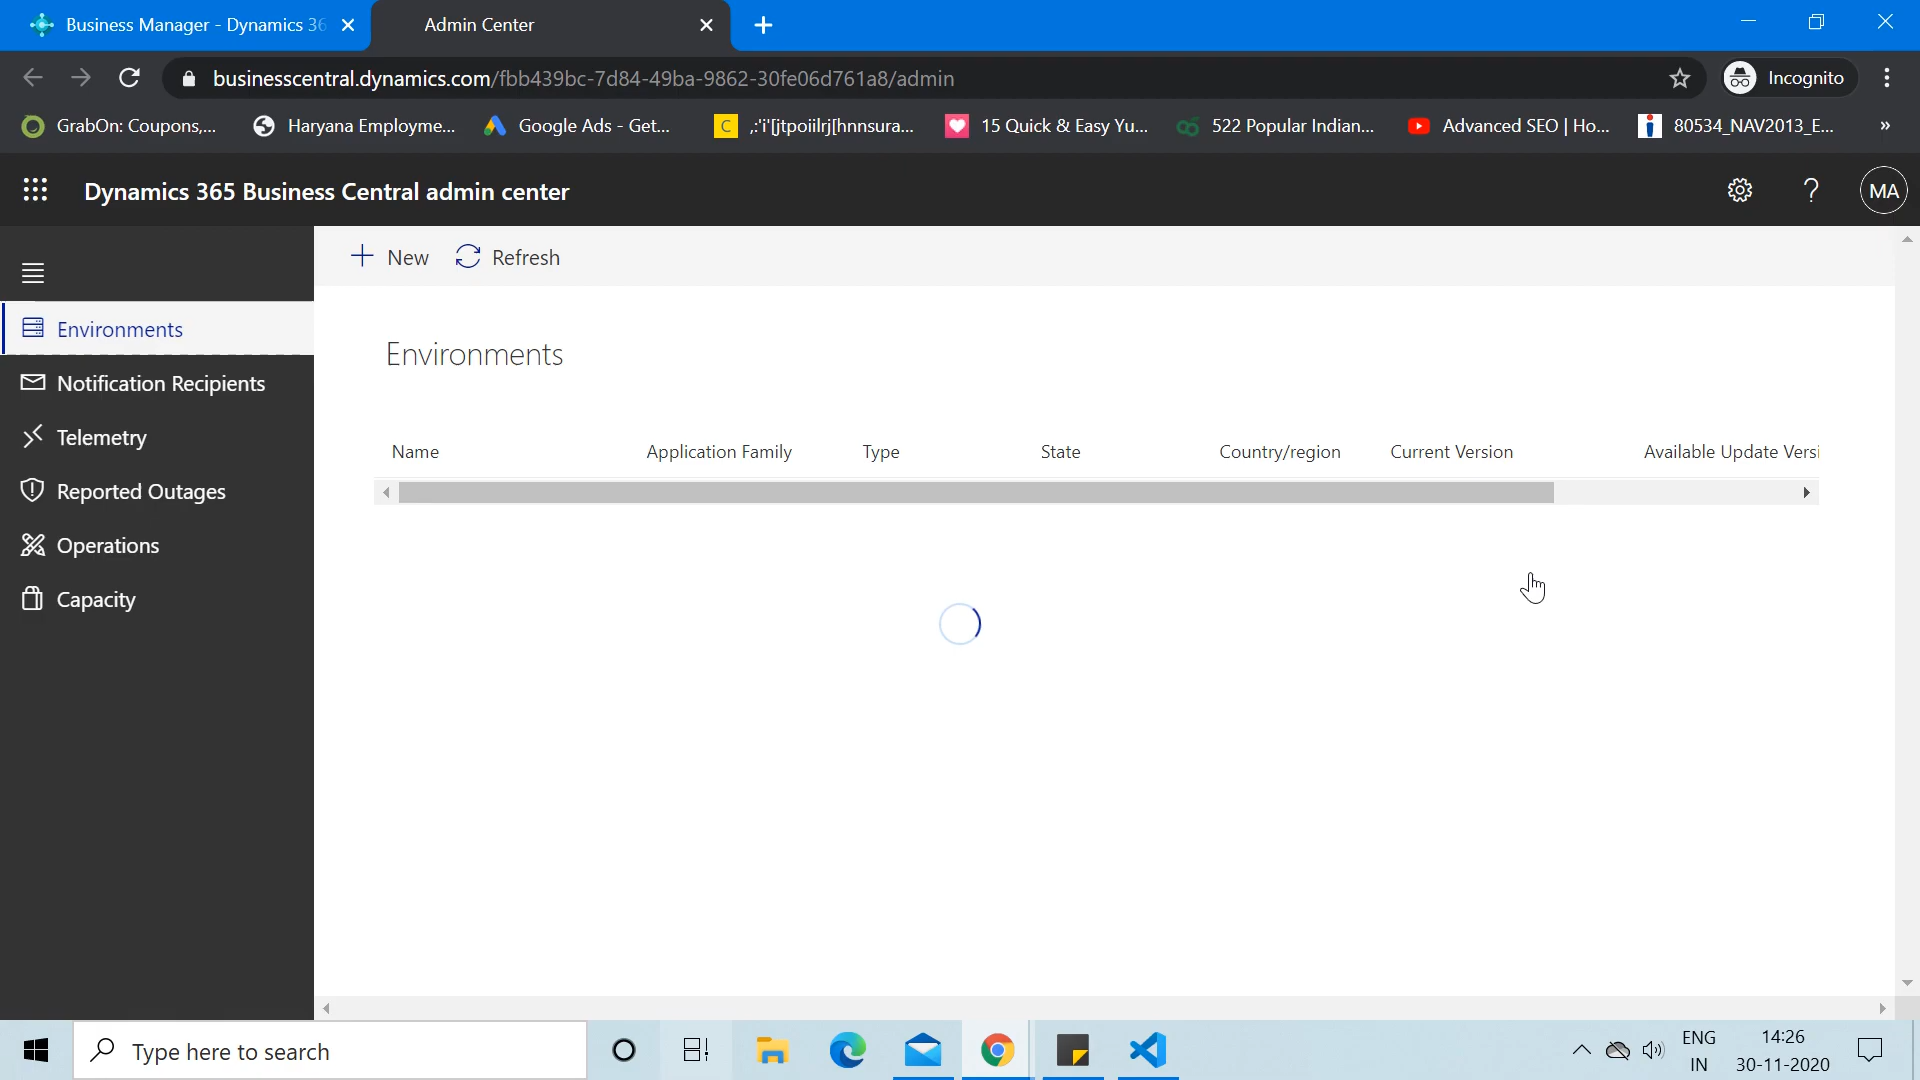 Business Manager - Dynamics 36
Admin Center
businesscentral.dynamics.com/fbb439bc-7d84-49ba-9862-30fe06d761a8/admin
Incognito
GrabOn: Coupons,...
Haryana Employme...
Google Ads - Get...
C
,:'i'[jtpoiilrj[hnnsura...
15 Quick & Easy Yu...
522 Popular Indian...
Advanced SEO | Ho...
80534_NAV2013_E...
»
Dynamics 365 Business Central admin center
?
MA
New
Refresh
Environments
Notification Recipients
Telemetry
Reported Outages
Operations
Capacity
Environments
Name
Application Family
Type
State
Country/region
Current Version
Available Update Versi
Type here to search
ENG
IN
14:26
30-11-2020